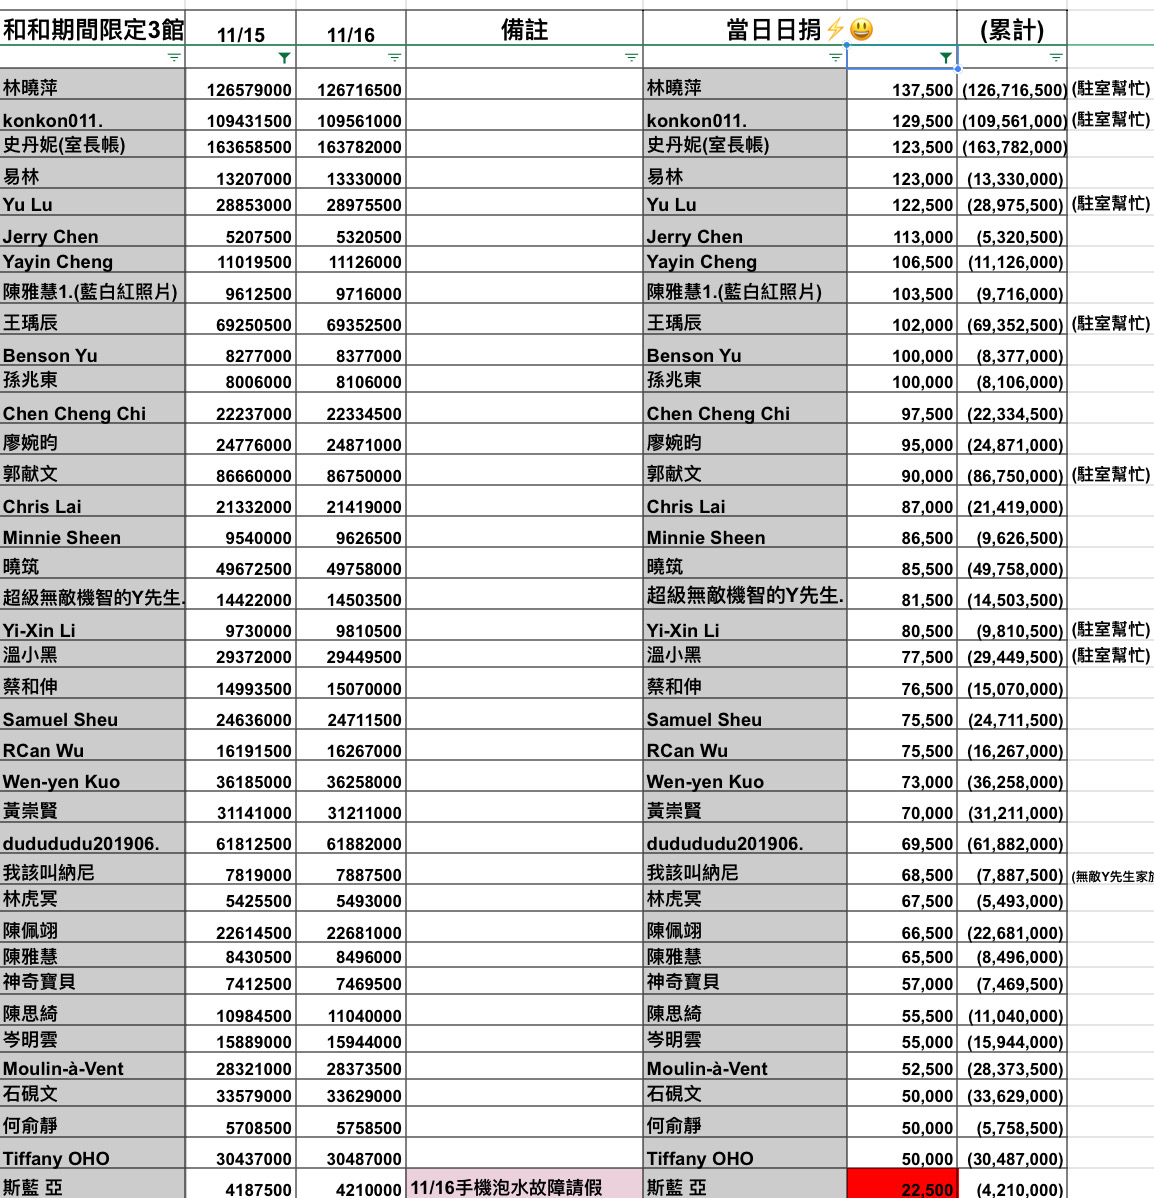 和和期間限定3館 11/15 11/16 備註 當日日捐⚡😃 (累計)
林曉萍 126579000 126716500 林曉萍 137,500 (126,716,500) (駐室幫忙)
konkon011. 109431500 109561000 konkon011. 129,500 (109,561,000) (駐室幫忙)
史丹妮(室長帳) 163658500 163782000 史丹妮(室長帳) 123,500 (163,782,000)
易林 13207000 13330000 易林 123,000 (13,330,000)
Yu Lu 28853000 28975500 Yu Lu 122,500 (28,975,500) (駐室幫忙)
Jerry Chen 5207500 5320500 Jerry Chen 113,000 (5,320,500)
Yayin Cheng 11019500 11126000 Yayin Cheng 106,500 (11,126,000)
陳雅慧1.(藍白紅照片) 9612500 9716000 陳雅慧1.(藍白紅照片) 103,500 (9,716,000)
王瑀辰 69250500 69352500 王瑀辰 102,000 (69,352,500) (駐室幫忙)
Benson Yu 8277000 8377000 Benson Yu 100,000 (8,377,000)
孫兆東 8006000 8106000 孫兆東 100,000 (8,106,000)
Chen Cheng Chi 22237000 22334500 Chen Cheng Chi 97,500 (22,334,500)
廖婉昀 24776000 24871000 廖婉昀 95,000 (24,871,000)
郭献文 86660000 86750000 郭献文 90,000 (86,750,000) (駐室幫忙)
Chris Lai 21332000 21419000 Chris Lai 87,000 (21,419,000)
Minnie Sheen 9540000 9626500 Minnie Sheen 86,500 (9,626,500)
曉筑 49672500 49758000 曉筑 85,500 (49,758,000)
超級無敵機智的Y先生. 14422000 14503500 超級無敵機智的Y先生. 81,500 (14,503,500)
Yi-Xin Li 9730000 9810500 Yi-Xin Li 80,500 (9,810,500) (駐室幫忙)
溫小黑 29372000 29449500 溫小黑 77,500 (29,449,500) (駐室幫忙)
蔡和伸 14993500 15070000 蔡和伸 76,500 (15,070,000)
Samuel Sheu 24636000 24711500 Samuel Sheu 75,500 (24,711,500)
RCan Wu 16191500 16267000 RCan Wu 75,500 (16,267,000)
Wen-yen Kuo 36185000 36258000 Wen-yen Kuo 73,000 (36,258,000)
黃崇賢 31141000 31211000 黃崇賢 70,000 (31,211,000)
dudududu201906. 61812500 61882000 dudududu201906. 69,500 (61,882,000)
我該叫納尼 7819000 7887500 我該叫納尼 68,500 (7,887,500) (無敵Y先生家
林虎冥 5425500 5493000 林虎冥 67,500 (5,493,000)
陳佩翊 22614500 22681000 陳佩翊 66,500 (22,681,000)
陳雅慧 8430500 8496000 陳雅慧 65,500 (8,496,000)
神奇寶貝 7412500 7469500 神奇寶貝 57,000 (7,469,500)
陳思綺 10984500 11040000 陳思綺 55,500 (11,040,000)
岑明雲 15889000 15944000 岑明雲 55,000 (15,944,000)
Moulin-à-Vent 28321000 28373500 Moulin-à-Vent 52,500 (28,373,500)
石硯文 33579000 33629000 石硯文 50,000 (33,629,000)
何俞靜 5708500 5758500 何俞靜 50,000 (5,758,500)
Tiffany OHO 30437000 30487000 Tiffany OHO 50,000 (30,487,000)
斯藍 亞 4187500 4210000 11/16手機泡水故障請假 斯藍 亞 22,500 (4,210,000)